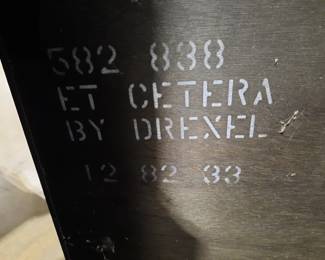 582 838
ET CETERA
BY DREXEL
12 82 33